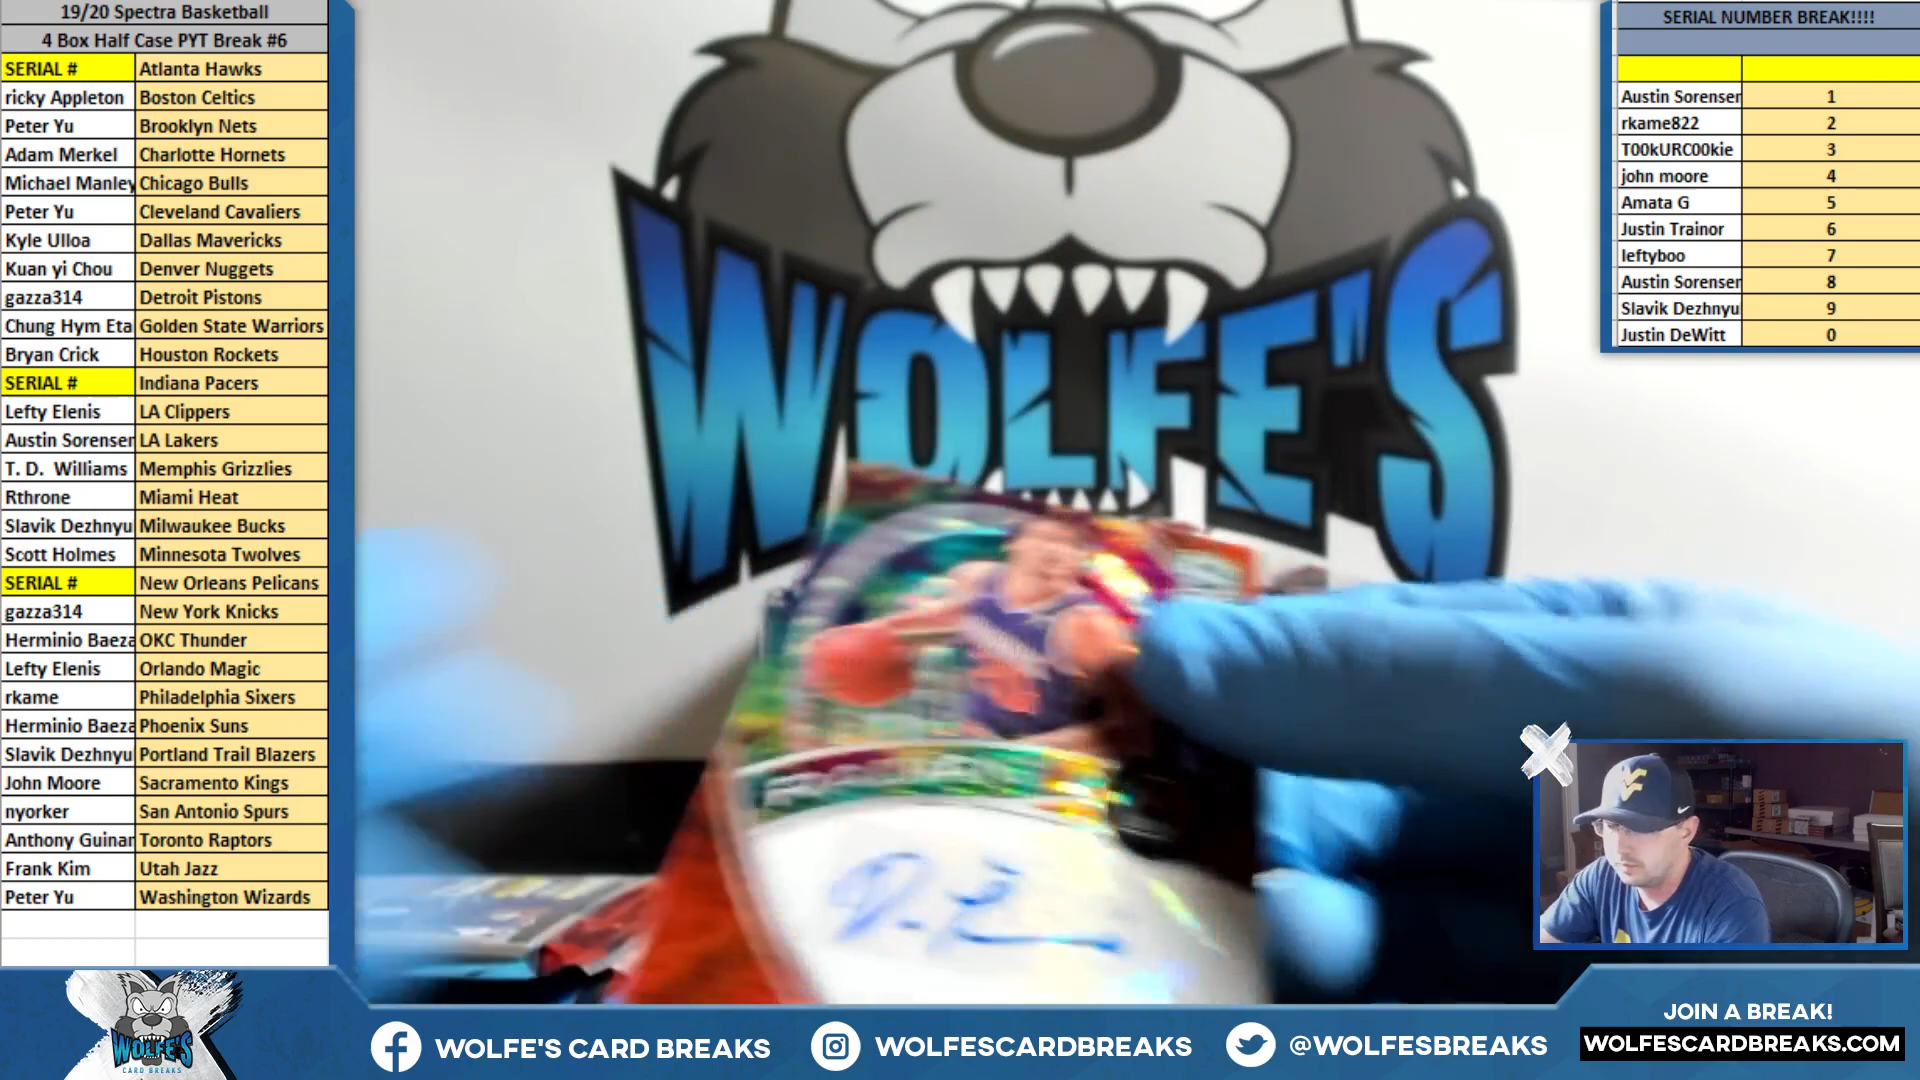 19/20 Spectra Basketball
4 Box Half Case PYT Break #6
SERIAL # Atlanta Hawks
ricky Appleton Boston Celtics
Peter Yu Brooklyn Nets
Adam Merkel Charlotte Hornets
Michael Manley Chicago Bulls
Peter Yu Cleveland Cavaliers
Kyle Ulloa Dallas Mavericks
Kuan yi Chou Denver Nuggets
gazza314 Detroit Pistons
Chung Hym Eta Golden State Warriors
Bryan Crick Houston Rockets
SERIAL # Indiana Pacers
Lefty Elenis LA Clippers
Austin Sorenser LA Lakers
T. D. Williams Memphis Grizzlies
Rthrone Miami Heat
Slavik Dezhnyu Milwaukee Bucks
Scott Holmes Minnesota Twolves
SERIAL # New Orleans Pelicans
gazza314 New York Knicks
Herminio Baeza OKC Thunder
Lefty Elenis Orlando Magic
rkame Philadelphia Sixers
Herminio Baeza Phoenix Suns
Slavik Dezhnyu Portland Trail Blazers
John Moore Sacramento Kings
nyorker San Antonio Spurs
Anthony Guinar Toronto Raptors
Frank Kim Utah Jazz
Peter Yu Washington Wizards
WOLFE'S
SERIAL NUMBER BREAK!!!!
Austin Sorenser 1
rkame822 2
T00kURC00kie 3
john moore 4
Amata G 5
Justin Trainor 6
leftyboo 7
Austin Sorenser 8
Slavik Dezhnyu 9
Justin DeWitt 0
WOLFE'S
CARD BREAKS
WOLFE'S CARD BREAKS
WOLFESCARDBREAKS
@WOLFESBREAKS
JOIN A BREAK!
WOLFESCARDBREAKS.COM